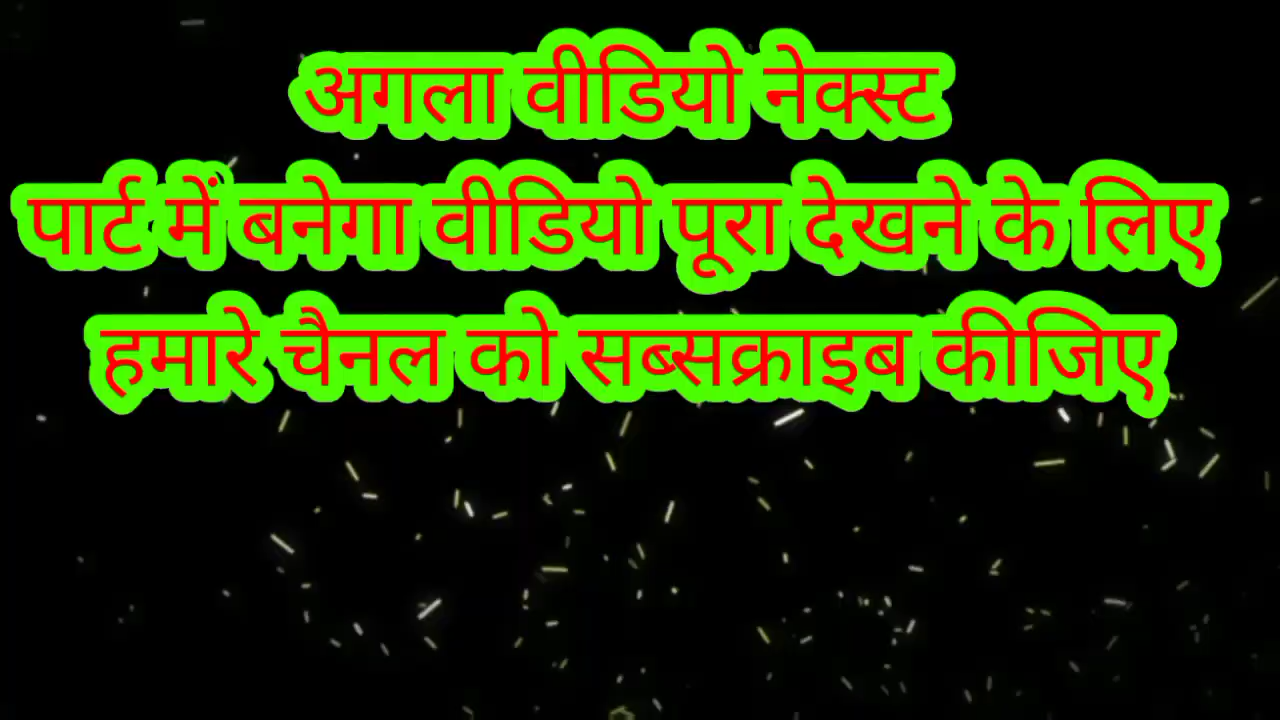 अगला वीडियो नेक्स्ट
पार्ट में बनेगा वीडियो पूरा देखने के लिए
हमारे चैनल को सब्सक्राइब कीजिए